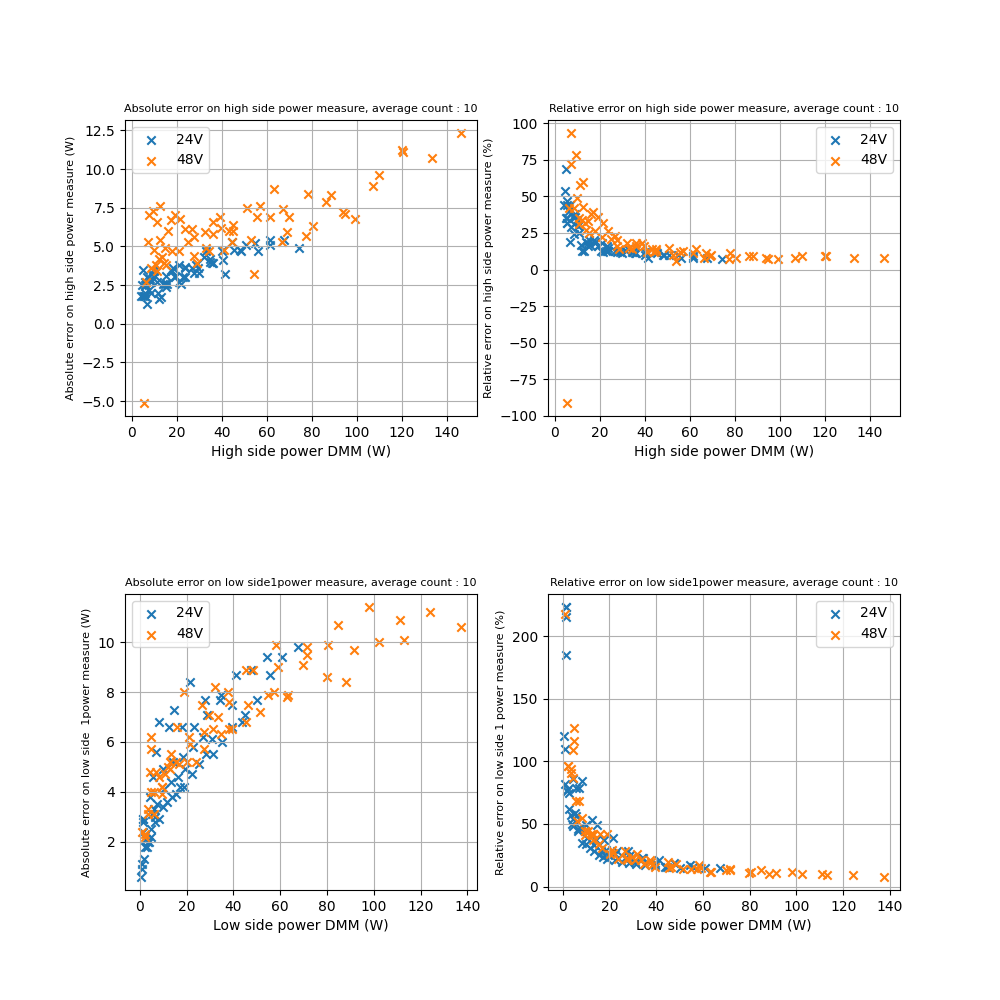 Absolute error on high side power measure, average count : 10
Absolute error on high side power measure (W)
12.5
10.0
7.5
5.0
2.5
0.0
−2.5
−5.0
24V
48V
0 20 40 60 80 100 120 140
High side power DMM (W)
Relative error on high side power measure, average count : 10
Relative error on high side power measure (%)
100
75
50
25
0
−25
−50
−75
−100
24V
48V
0 20 40 60 80 100 120 140
High side power DMM (W)
Absolute error on low side1power measure, average count : 10
Absolute error on low side  1power measure (W)
10
8
6
4
2
24V
48V
0 20 40 60 80 100 120 140
Low side power DMM (W)
Relative error on low side1power measure, average count : 10
Relative error on low side 1 power measure (%)
200
150
100
50
0
24V
48V
0 20 40 60 80 100 120 140
Low side power DMM (W)